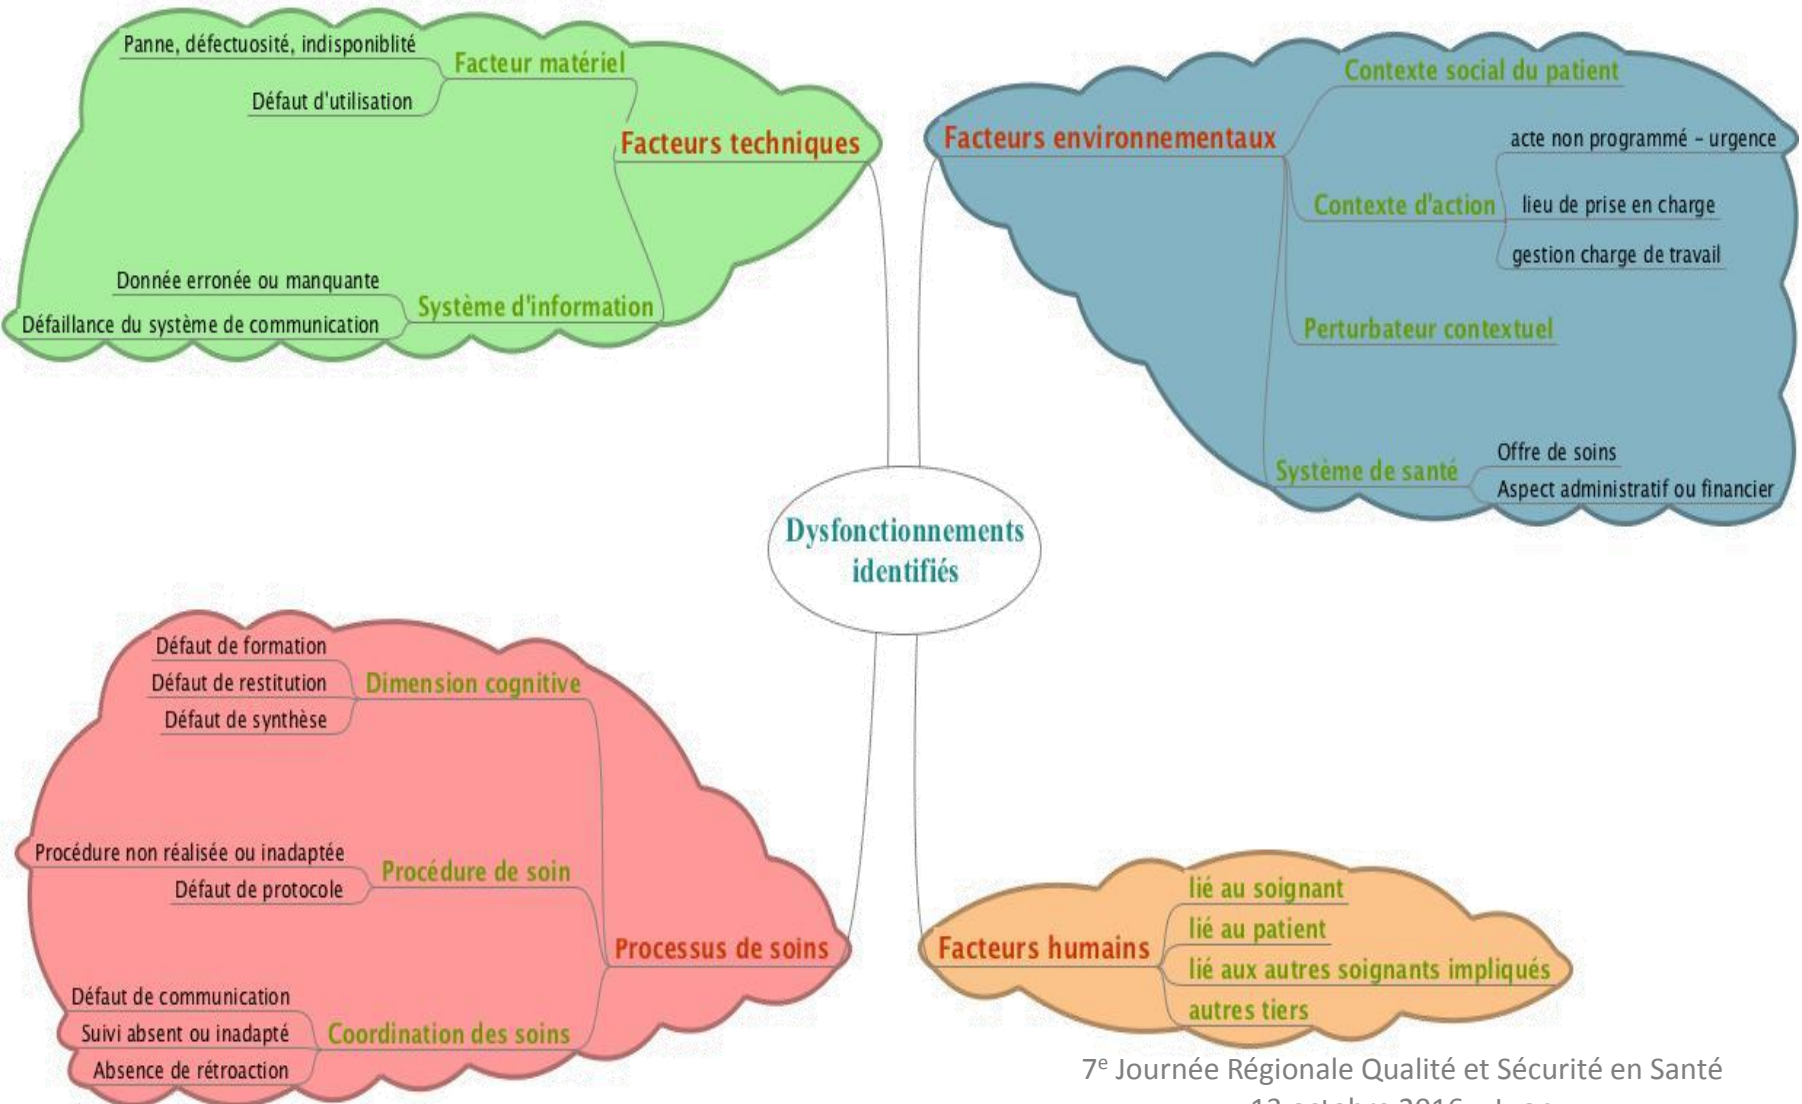 Panne, défectuosité, indisponiblité
Facteur matériel
Défaut d'utilisation
Facteurs techniques
Donnée erronée ou manquante
Système d'information
Défaillance du système de communication
Contexte social du patient
Facteurs environnementaux
acte non programmé – urgence
Contexte d'action
lieu de prise en charge
gestion charge de travail
Perturbateur contextuel
Offre de soins
Système de santé
Aspect administratif ou financier
Dysfonctionnements
identifiés
Défaut de formation
Défaut de restitution
Dimension cognitive
Défaut de synthèse
Procédure non réalisée ou inadaptée
Procédure de soin
Défaut de protocole
Processus de soins
Défaut de communication
Suivi absent ou inadapté
Coordination des soins
Absence de rétroaction
lié au soignant
lié au patient
Facteurs humains
lié aux autres soignants impliqués
autres tiers
7e Journée Régionale Qualité et Sécurité en Santé
octobre 2016